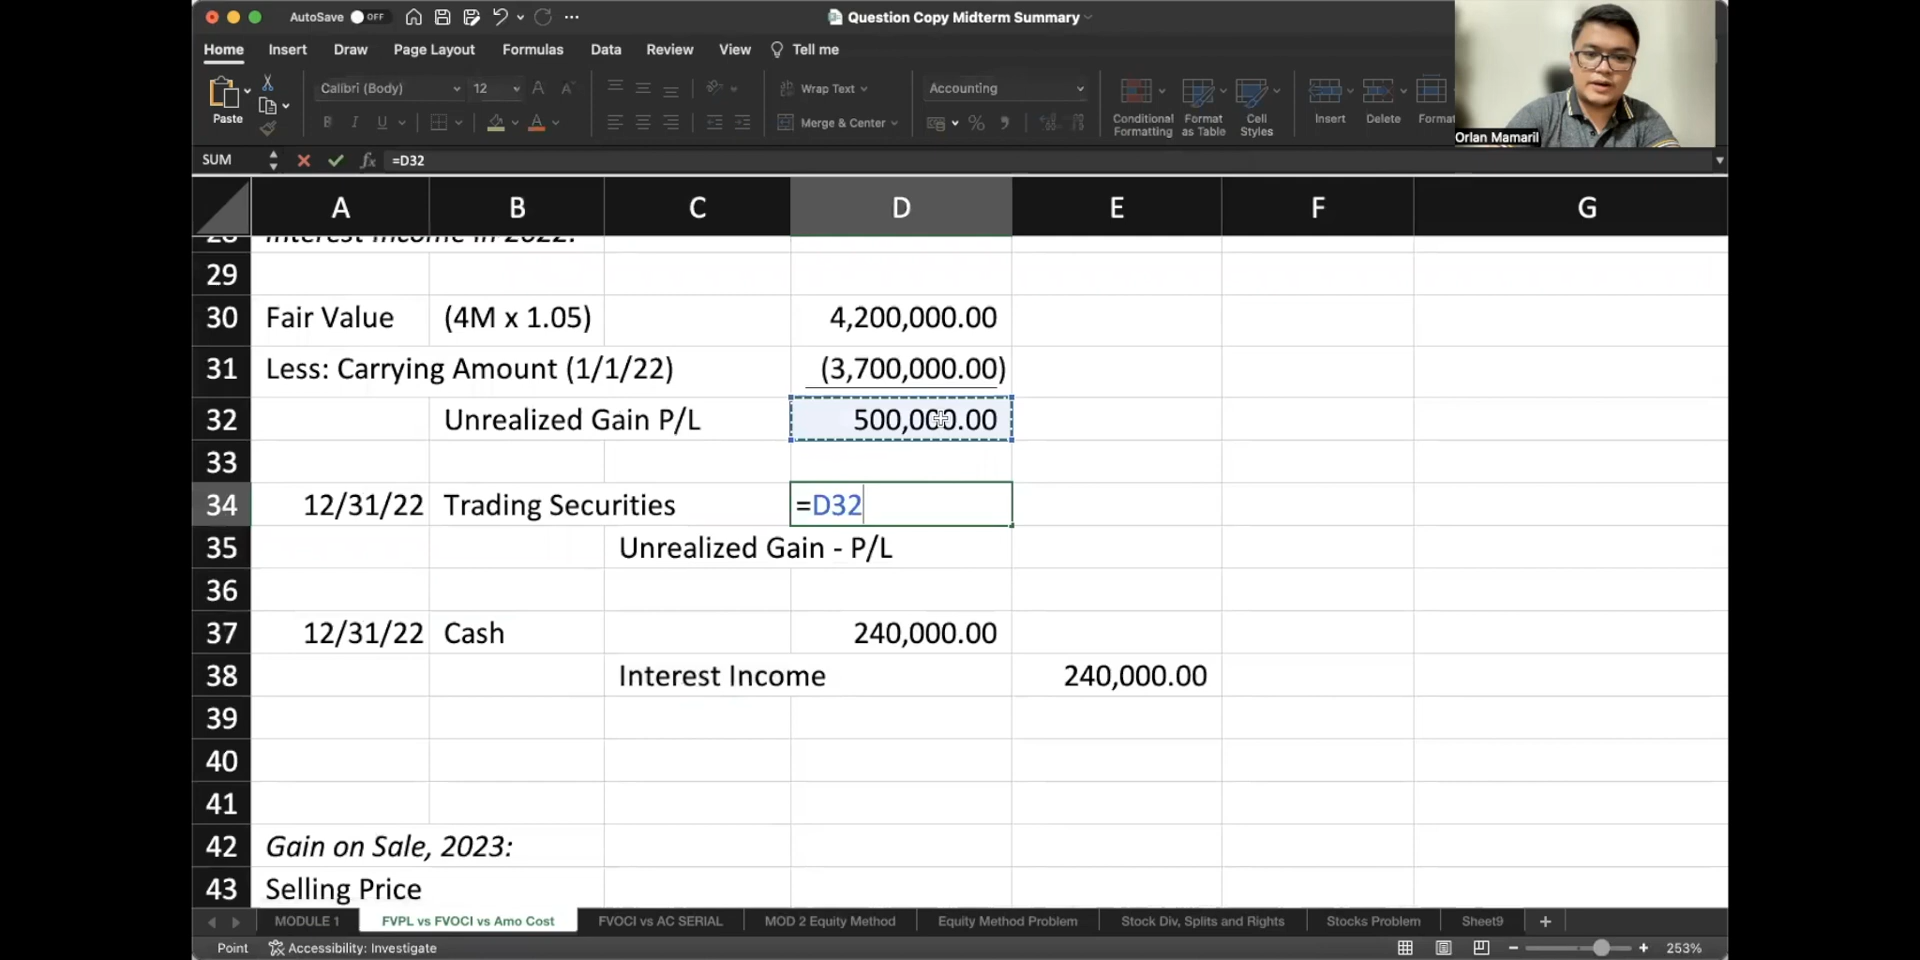 AutoSave OFF
Question Copy Midterm Summary
Home Insert Draw Page Layout Formulas Data Review View Tell me
Paste
Calibri (Body) 12
B I U
Wrap Text
Merge & Center
Accounting
Conditional Formatting
Format as Table
Cell Styles
Insert Delete Format
Orlan Mamaril
SUM fx =D32
A B C D E F G
28 Interest Income in 2022:
29
30 Fair Value (4M x 1.05) 4,200,000.00
31 Less: Carrying Amount (1/1/22) (3,700,000.00)
32 Unrealized Gain P/L 500,000.00
33
34 12/31/22 Trading Securities =D32
35 Unrealized Gain - P/L
36
37 12/31/22 Cash 240,000.00
38 Interest Income 240,000.00
39
40
41
42 Gain on Sale, 2023:
43 Selling Price
MODULE 1 FVPL vs FVOCI vs Amo Cost FVOCI vs AC SERIAL MOD 2 Equity Method Equity Method Problem Stock Div, Splits and Rights Stocks Problem Sheet9 +
Point Accessibility: Investigate 253%